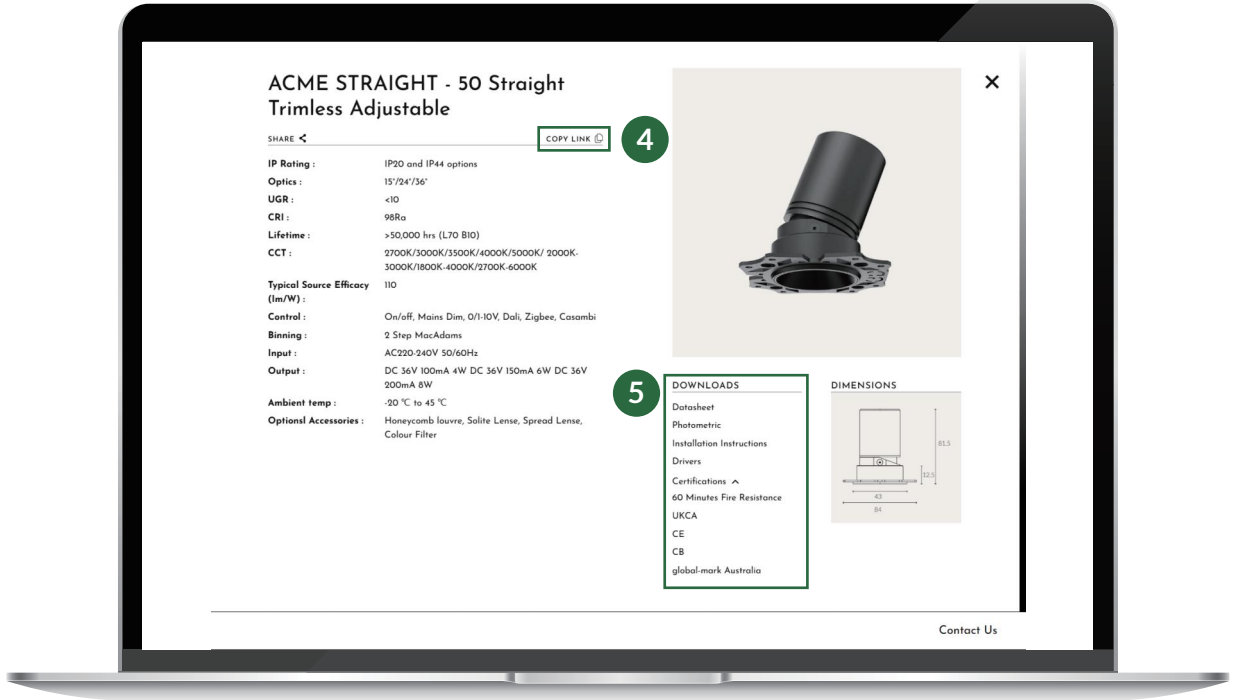 ACME STRAIGHT - 50 Straight
Trimless Adjustable
SHARE
COPY LINK
4
IP Rating : IP20 and IP44 options
Optics : 15°/24°/36°
UGR : <10
CRI : 98Ra
Lifetime : >50,000 hrs (L70 B10)
CCT : 2700K/3000K/3500K/4000K/5000K/ 2000K-
3000K/1800K-4000K/2700K-6000K
Typical Source Efficacy 110
(lm/W) :
Control : On/off, Mains Dim, 0/1-10V, Dali, Zigbee, Casambi
Binning : 2 Step MacAdams
Input : AC220-240V 50/60Hz
Output : DC 36V 100mA 4W DC 36V 150mA 6W DC 36V
200mA 8W
Ambient temp : -20 °C to 45 °C
Optionsl Accessories : Honeycomb louvre, Solite Lense, Spread Lense,
Colour Filter
5
DOWNLOADS
Datasheet
Photometric
Installation Instructions
Drivers
Certifications
60 Minutes Fire Resistance
UKCA
CE
CB
global-mark Australia
DIMENSIONS
81.5
12.5
43
84
Contact Us